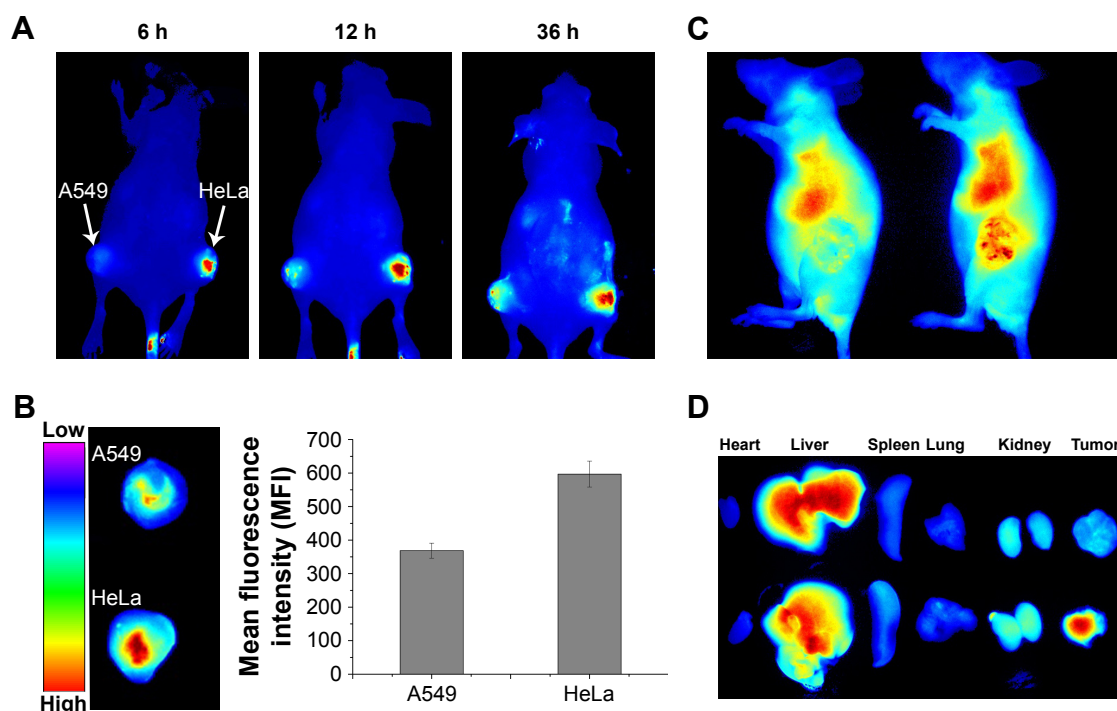 A
6 h
12 h
36 h
A549
HeLa
C
B
Low
High
A549
HeLa
Mean fluorescence
intensity (MFI)
700
600
500
400
300
200
100
0
A549
HeLa
D
Heart
Liver
Spleen
Lung
Kidney
Tumor